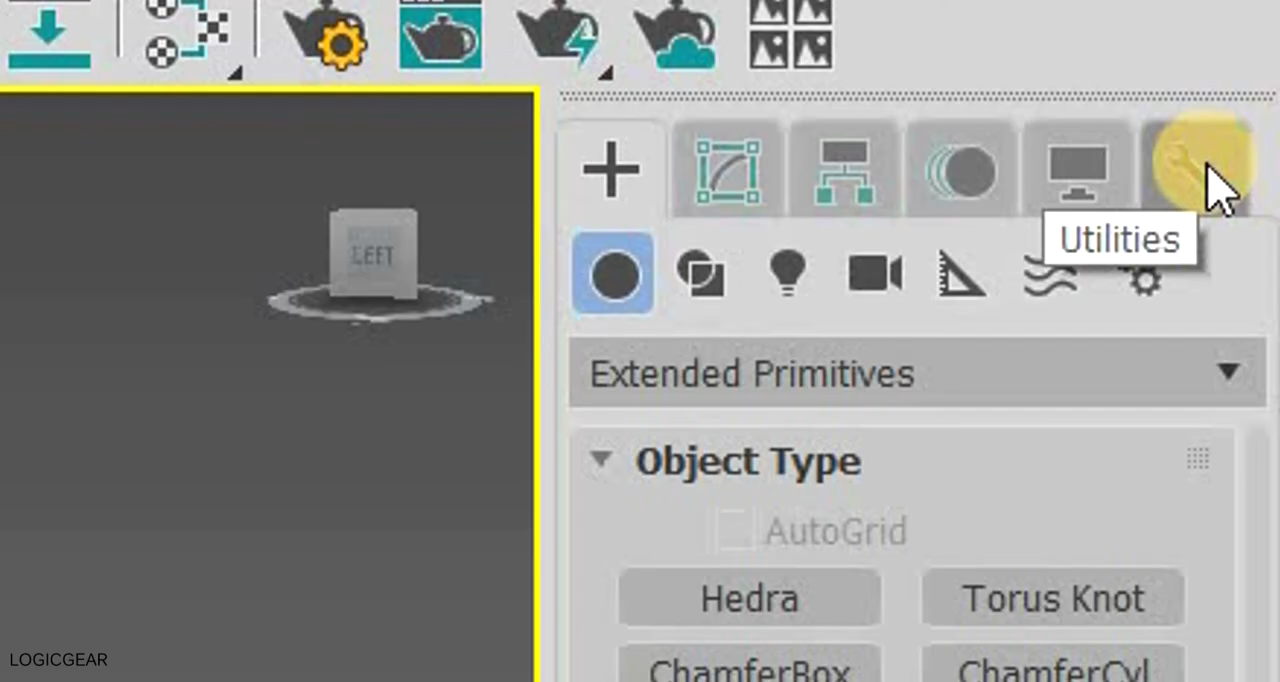 LEFT
Utilities
Extended Primitives
Object Type
AutoGrid
Hedra
Torus Knot
ChamferBox
ChamferCyl
LOGICGEAR